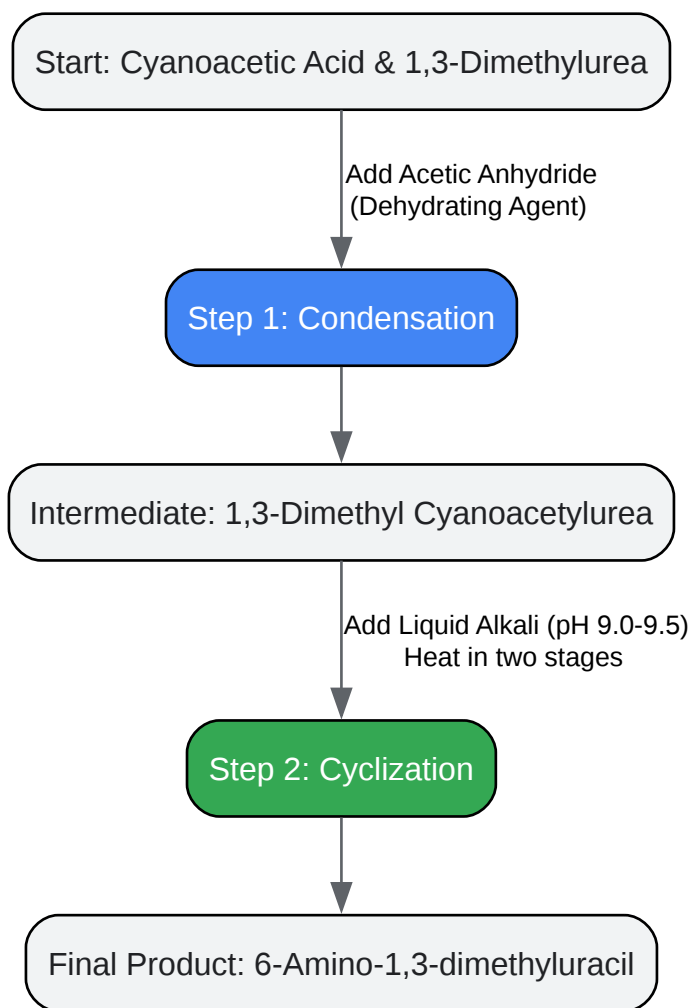 Start: Cyanoacetic Acid & 1,3-Dimethylurea
Add Acetic Anhydride
(Dehydrating Agent)
Step 1: Condensation
Intermediate: 1,3-Dimethyl Cyanoacetylurea
Add Liquid Alkali (pH 9.0-9.5)
Heat in two stages
Step 2: Cyclization
Final Product: 6-Amino-1,3-dimethyluracil